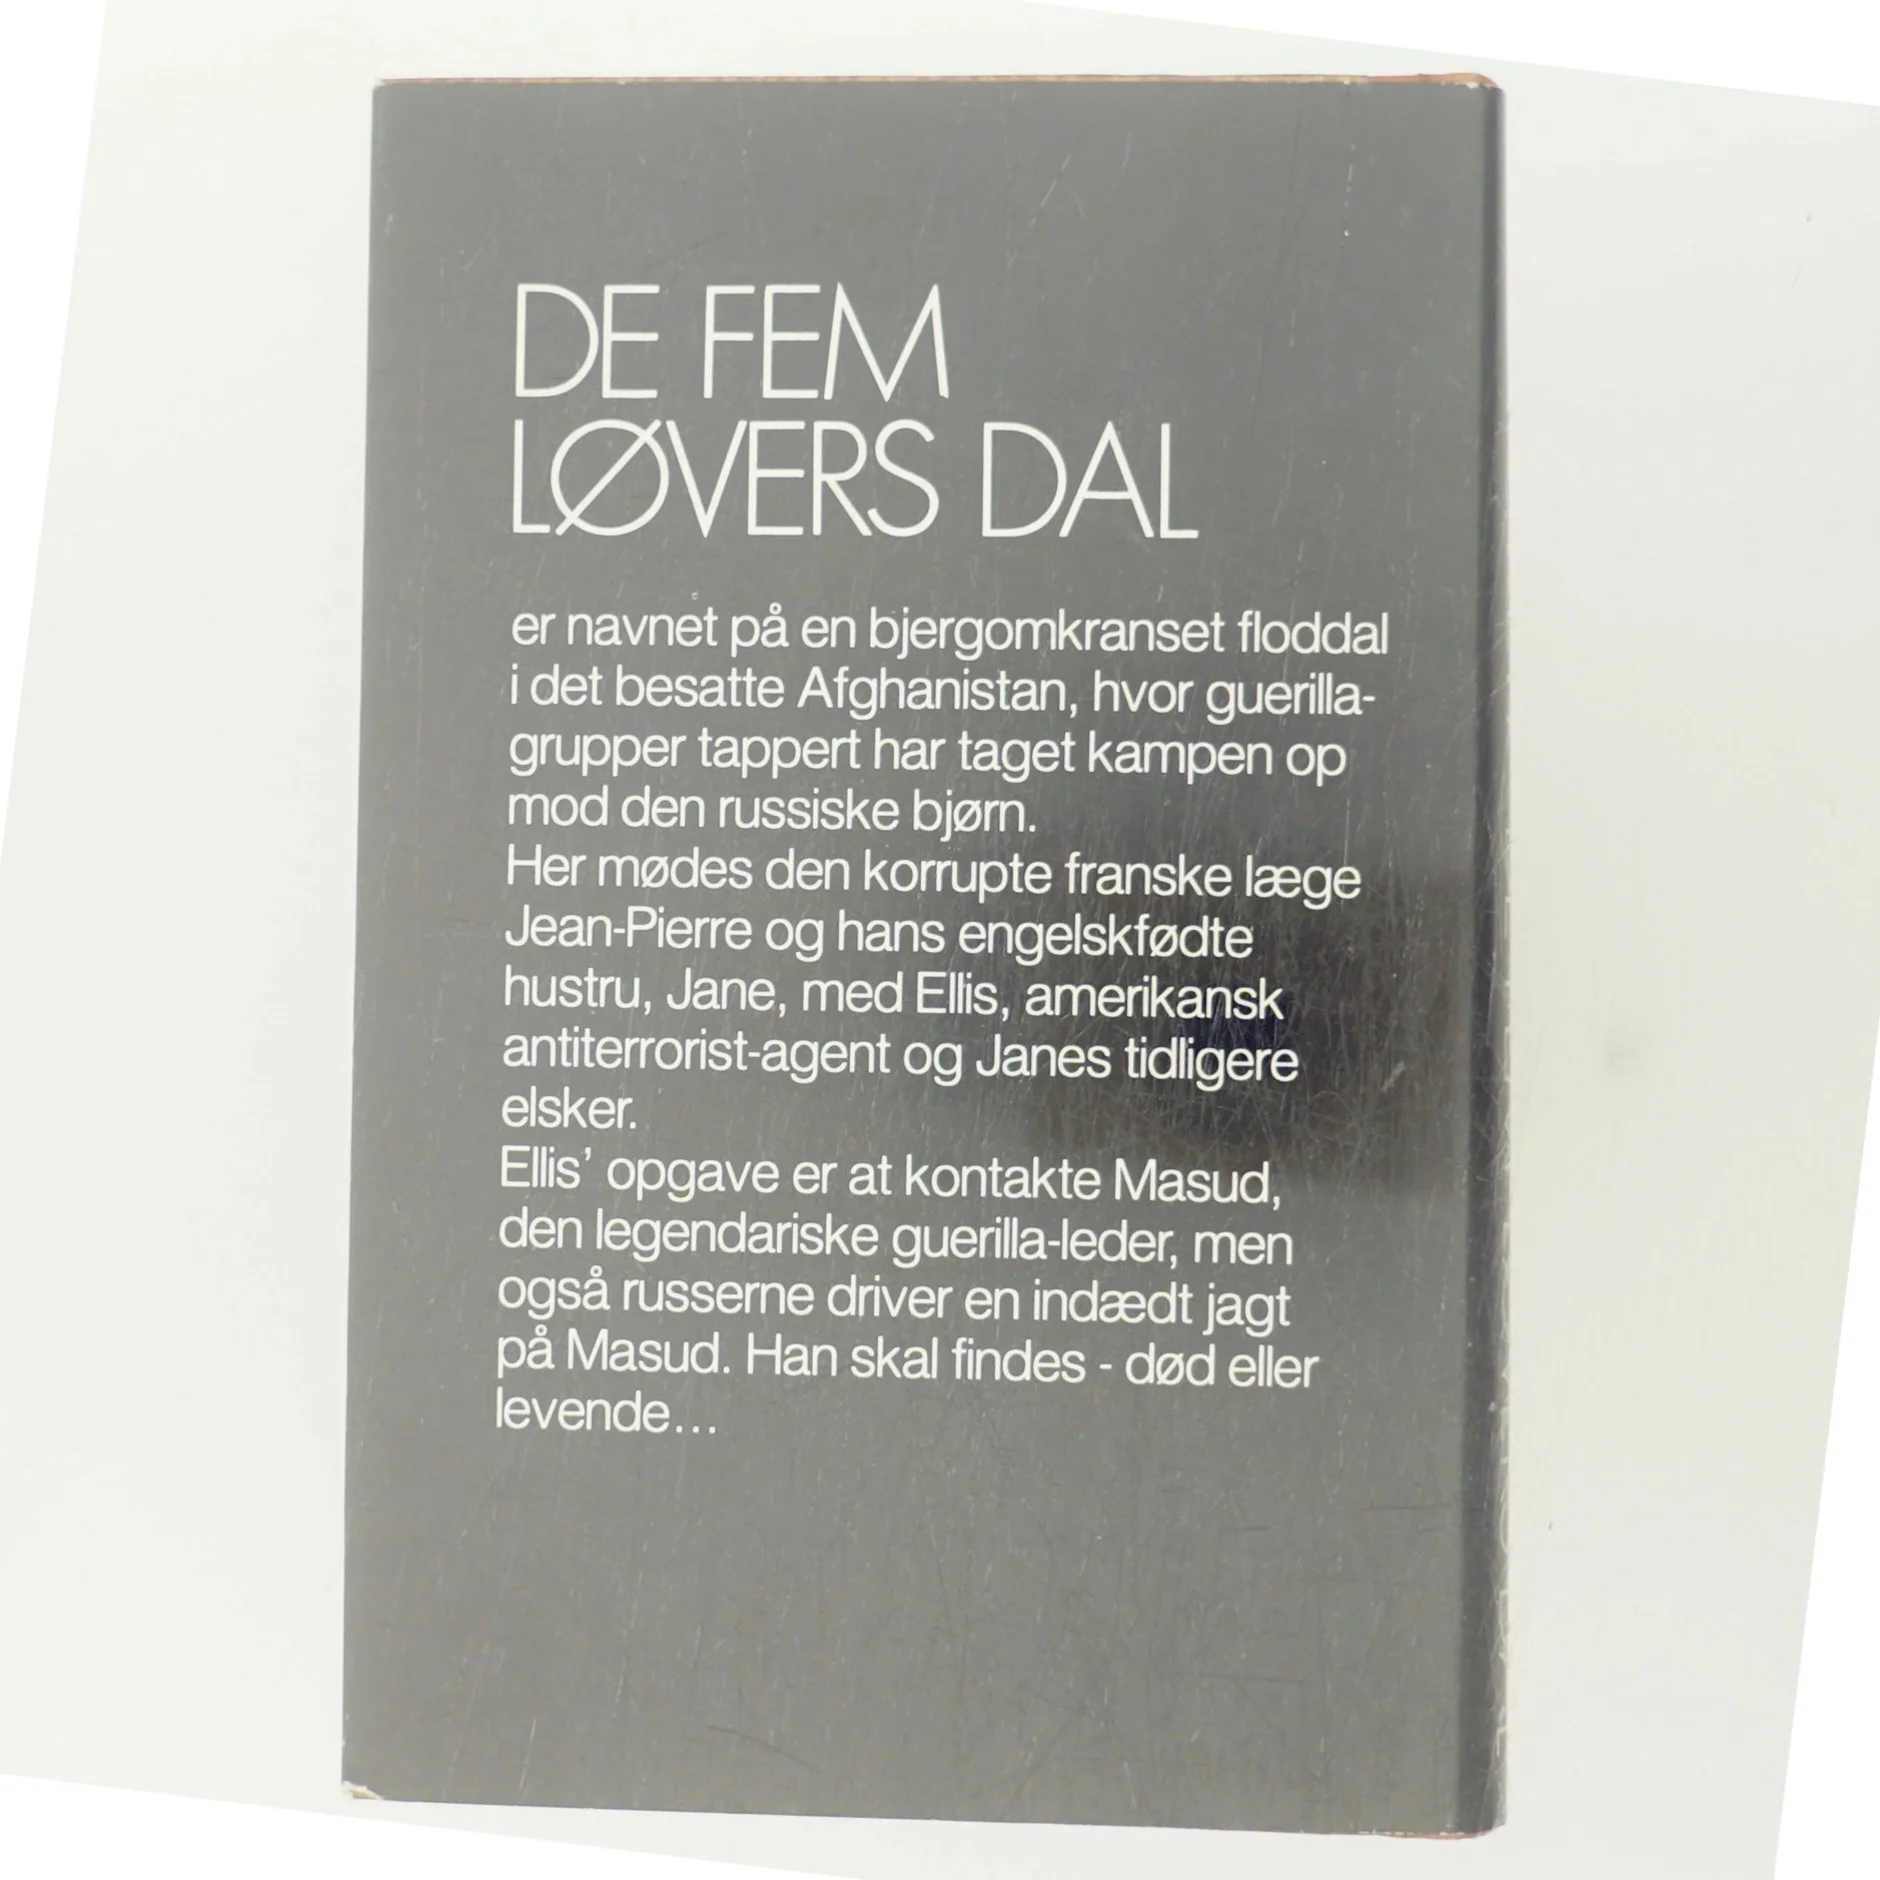 DE FEM
LØVERS DAL
er navnet på en bjergomkranset floddal
i det besatte Afghanistan, hvor guerilla-
grupper tappert har taget kampen op
mod den russiske bjørn.
Her mødes den korrupte franske læge
Jean-Pierre og hans engelskfødte
hustru, Jane, med Ellis, amerikansk
antiterrorist-agent og Janes tidligere
elsker.
Ellis’ opgave er at kontakte Masud,
den legendariske guerilla-leder, men
også russerne driver en indædt jagt
på Masud. Han skal findes - død eller
levende...